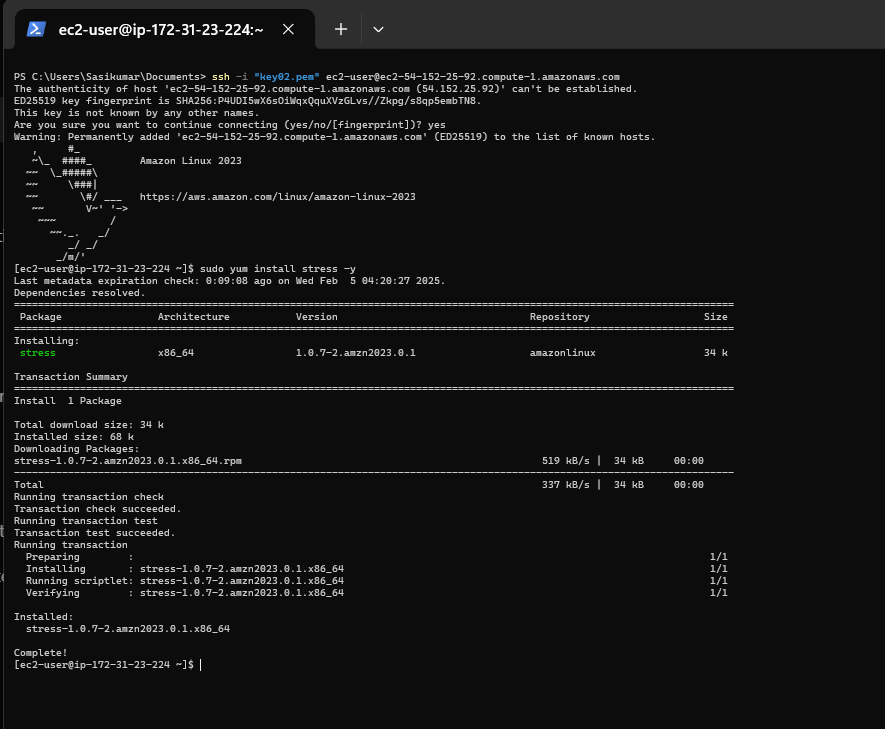 ec2-user@ip-172-31-23-224:~
PS C:\Users\Sasikumar\Documents> ssh -i "key02.pem" ec2-user@ec2-54-152-25-92.compute-1.amazonaws.com
The authenticity of host 'ec2-54-152-25-92.compute-1.amazonaws.com (54.152.25.92)' can't be established.
ED25519 key fingerprint is SHA256:P4UDI5wX6sOiWqxQquXVzGLvs//Zkpg/s8qp5embTN8.
This key is not known by any other names.
Are you sure you want to continue connecting (yes/no/[fingerprint])? yes
Warning: Permanently added 'ec2-54-152-25-92.compute-1.amazonaws.com' (ED25519) to the list of known hosts.
   ,     #_
   ~\_  ####_        Amazon Linux 2023
  ~~  \_#####\
  ~~     \###|
  ~~       \#/ ___   https://aws.amazon.com/linux/amazon-linux-2023
   ~~       V~' '->
    ~~~         /
      ~~._.   _/
         _/ _/
       _/m/'
[ec2-user@ip-172-31-23-224 ~]$ sudo yum install stress -y
Last metadata expiration check: 0:09:08 ago on Wed Feb  5 04:20:27 2025.
Dependencies resolved.
Package Architecture Version Repository Size
Installing:
stress x86_64 1.0.7-2.amzn2023.0.1 amazonlinux 34 k
Transaction Summary
Install  1 Package
Total download size: 34 k
Installed size: 68 k
Downloading Packages:
stress-1.0.7-2.amzn2023.0.1.x86_64.rpm 519 kB/s |  34 kB     00:00
Total 337 kB/s |  34 kB     00:00
Running transaction check
Transaction check succeeded.
Running transaction test
Transaction test succeeded.
Running transaction
Preparing        : 1/1
Installing       : stress-1.0.7-2.amzn2023.0.1.x86_64 1/1
Running scriptlet: stress-1.0.7-2.amzn2023.0.1.x86_64 1/1
Verifying        : stress-1.0.7-2.amzn2023.0.1.x86_64 1/1
Installed:
stress-1.0.7-2.amzn2023.0.1.x86_64
Complete!
[ec2-user@ip-172-31-23-224 ~]$